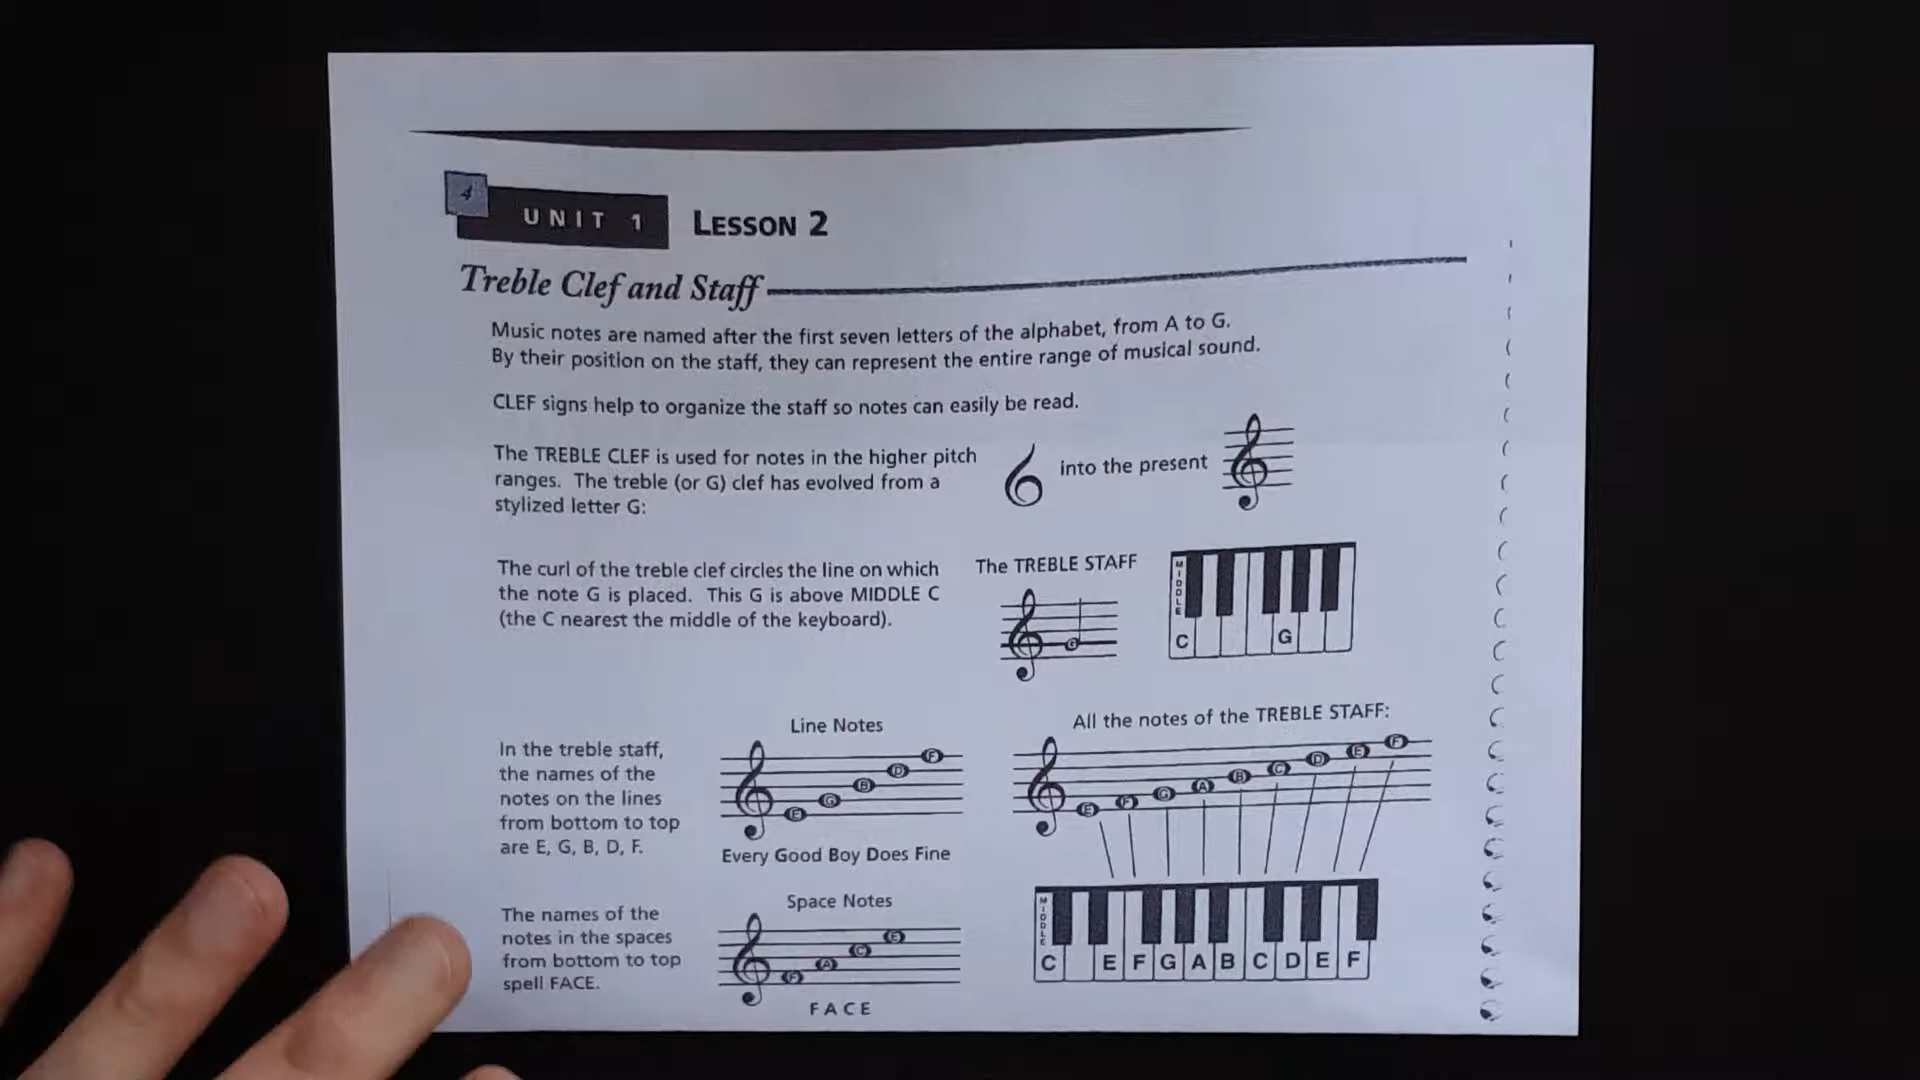 4
UNIT 1 LESSON 2
Treble Clef and Staff
Music notes are named after the first seven letters of the alphabet, from A to G.
By their position on the staff, they can represent the entire range of musical sound.
CLEF signs help to organize the staff so notes can easily be read.
The TREBLE CLEF is used for notes in the higher pitch
ranges. The treble (or G) clef has evolved from a
stylized letter G:
into the present
The curl of the treble clef circles the line on which
the note G is placed. This G is above MIDDLE C
(the C nearest the middle of the keyboard).
The TREBLE STAFF
G
MIDDLE
C G
In the treble staff,
the names of the
notes on the lines
from bottom to top
are E, G, B, D, F.
Line Notes
E G B D F
Every Good Boy Does Fine
All the notes of the TREBLE STAFF:
E F G A B C D E F
MIDDLE
C E F G A B C D E F
The names of the
notes in the spaces
from bottom to top
spell FACE.
Space Notes
F A C E
F A C E